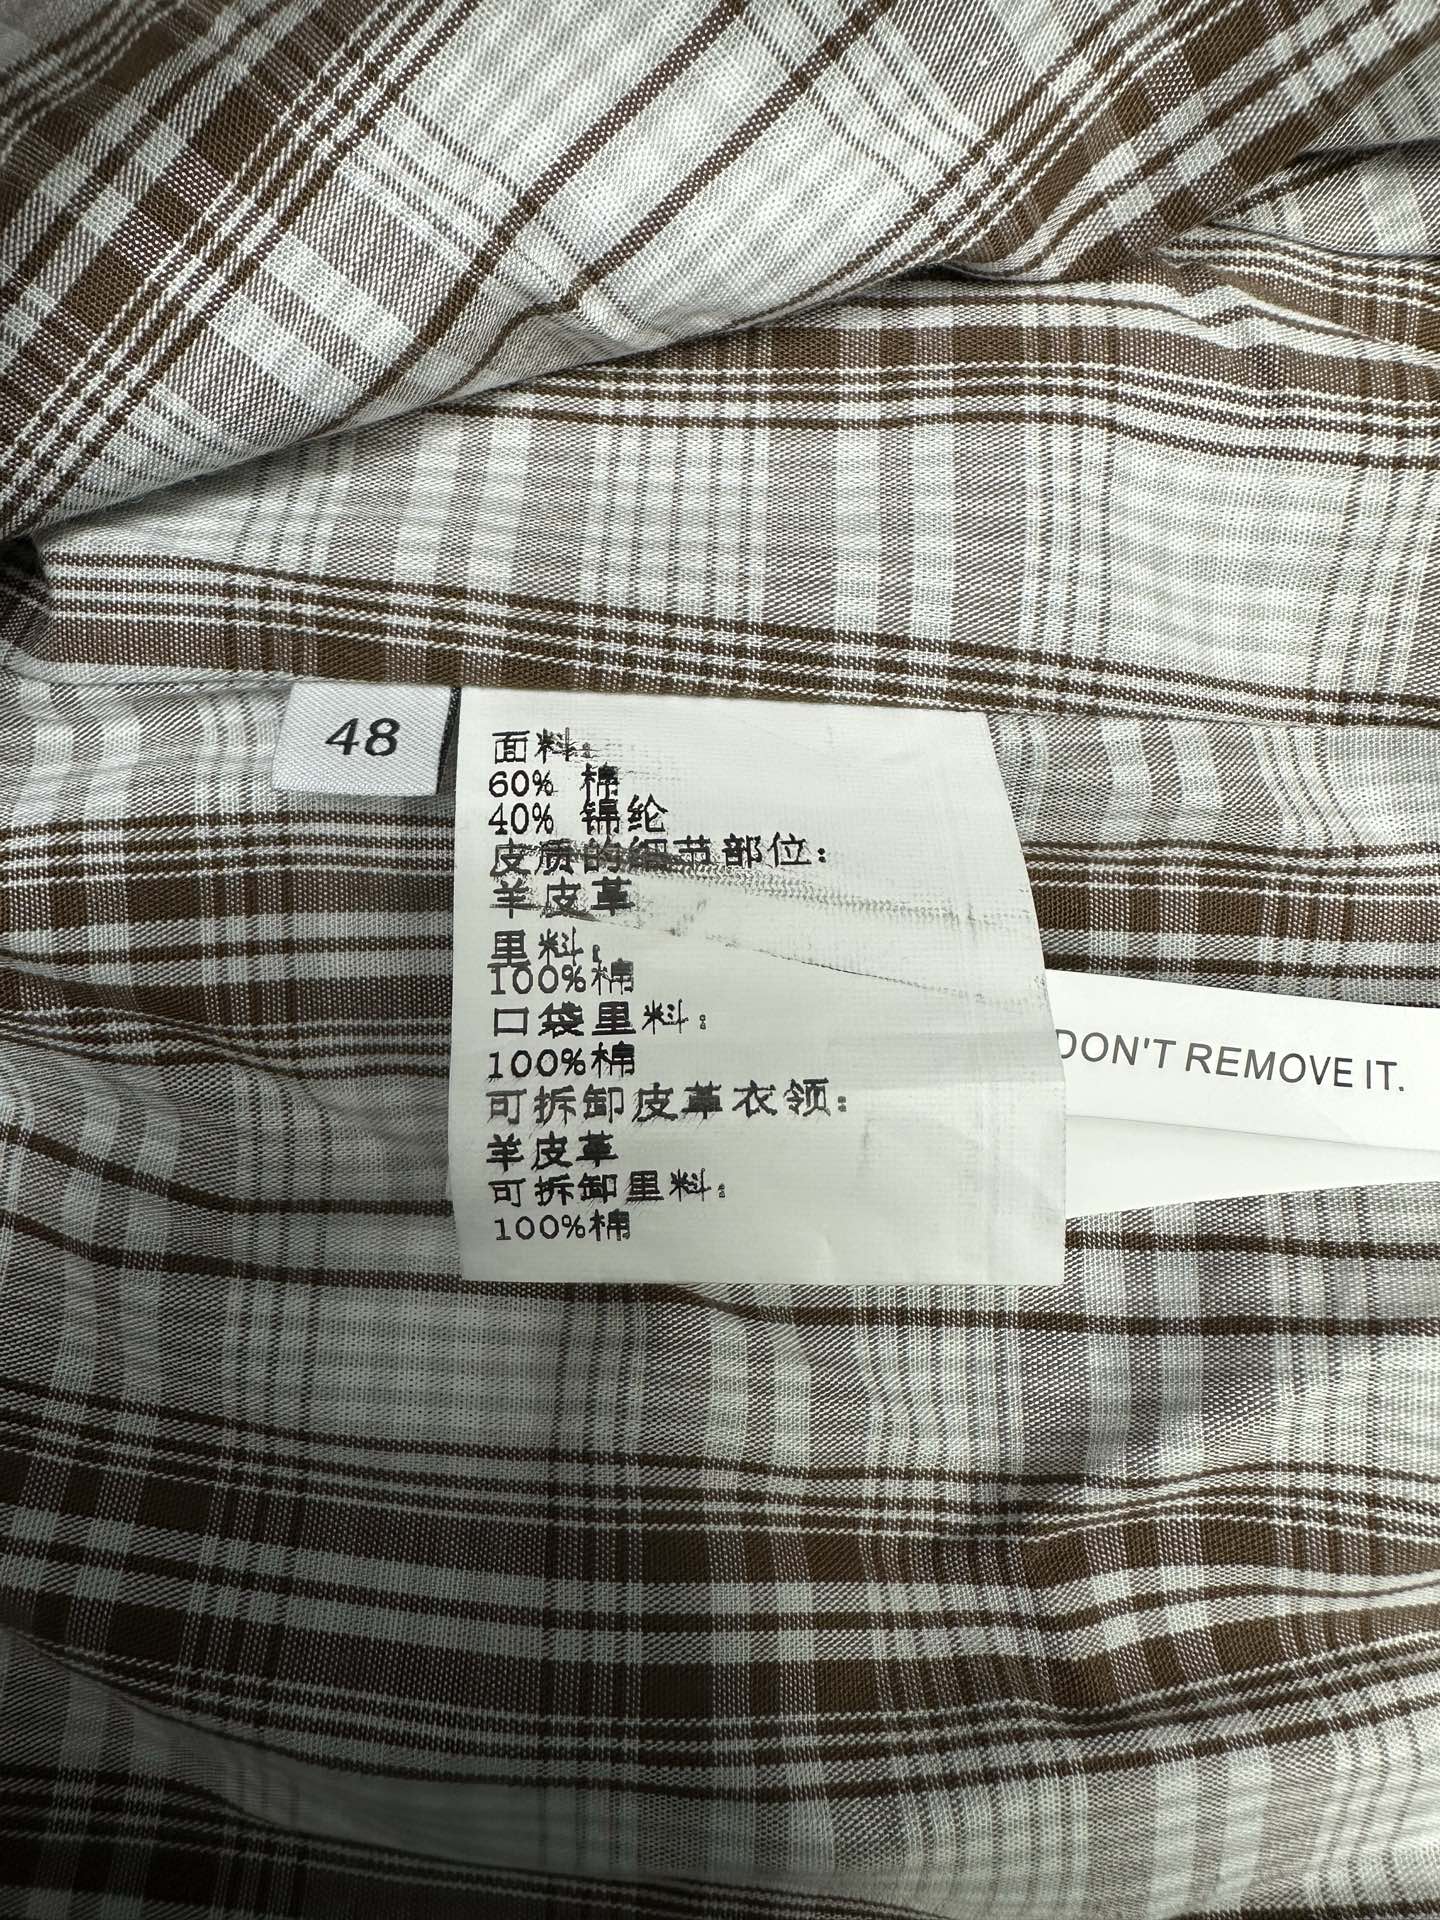 48
面料:
60% 棉
40% 锦纶
皮质的细节部位:
羊皮革
里料:
100%棉
口袋里料:
100%棉
可拆卸皮革衣领:
羊皮革
可拆卸里料:
100%棉
DON'T REMOVE IT.